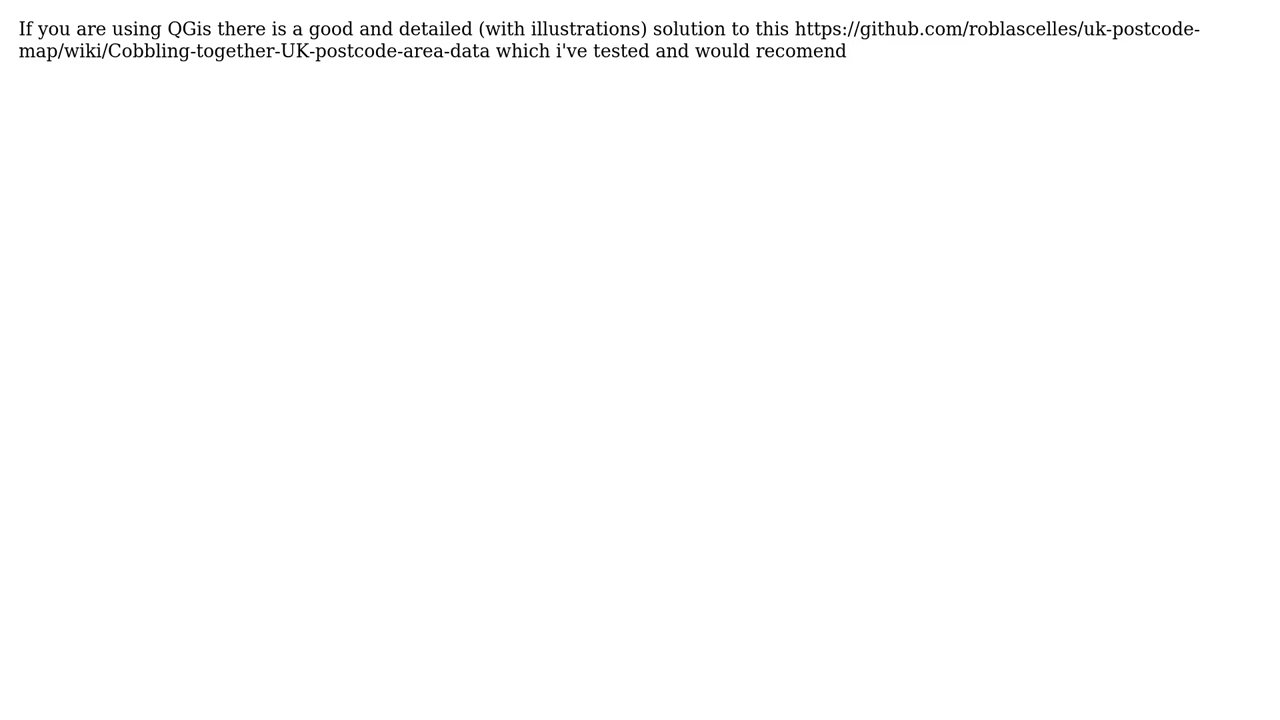 If you are using QGis there is a good and detailed (with illustrations) solution to this https://github.com/roblascelles/uk-postcode-
map/wiki/Cobbling-together-UK-postcode-area-data which i've tested and would recomend